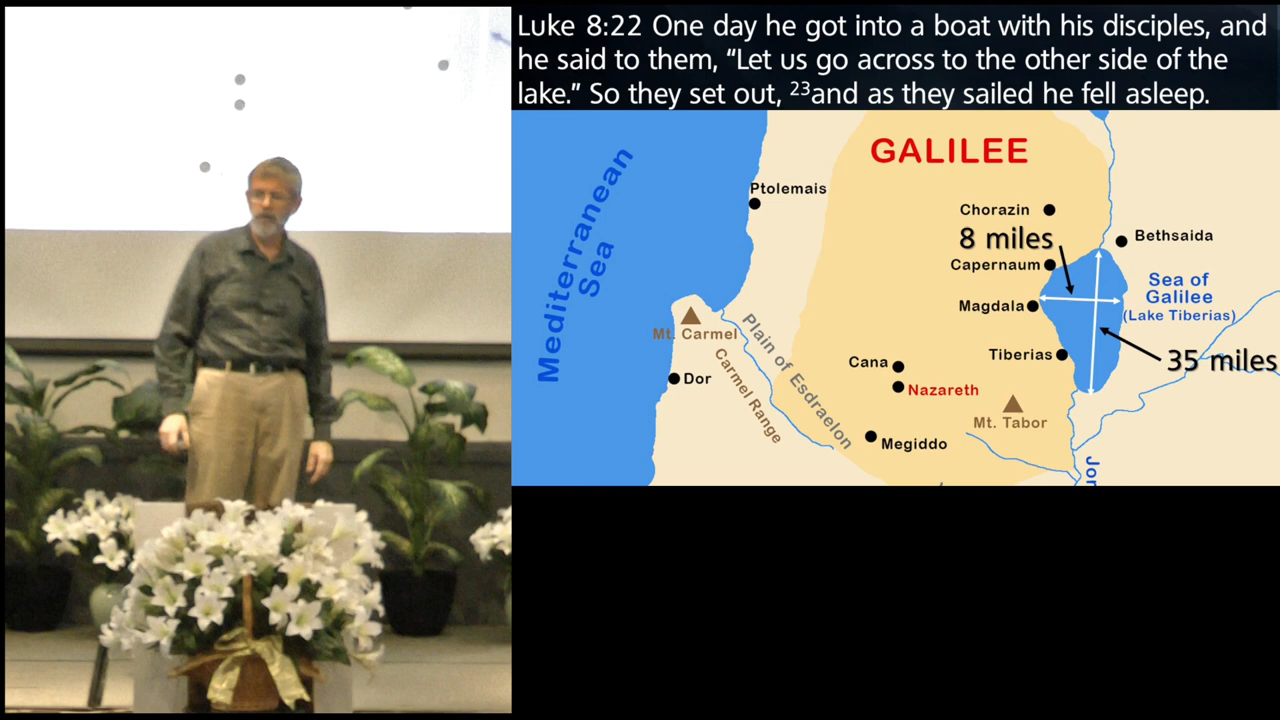 Luke 8:22 One day he got into a boat with his disciples, and
he said to them, “Let us go across to the other side of the
lake.” So they set out, ²³and as they sailed he fell asleep.
GALILEE
Mediterranean
Sea
Ptolemais
Chorazin
8 miles
Bethsaida
Capernaum
Sea of
Galilee
(Lake Tiberias)
Magdala
Mt. Carmel
Plain of Esdraelon
Carmel Range
Tiberias
35 miles
Cana
Dor
Nazareth
Mt. Tabor
Megiddo
Jor